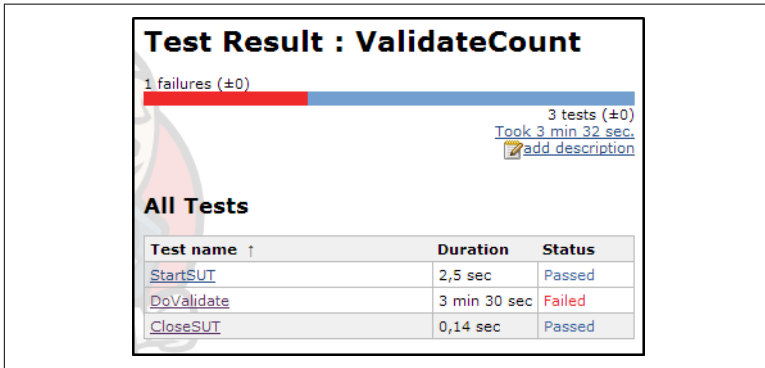 Test Result : ValidateCount
1 failures (±0)
3 tests (±0)
Took 3 min 32 sec.
add description
All Tests
Test name ↑ Duration Status
StartSUT 2,5 sec Passed
DoValidate 3 min 30 sec Failed
CloseSUT 0,14 sec Passed